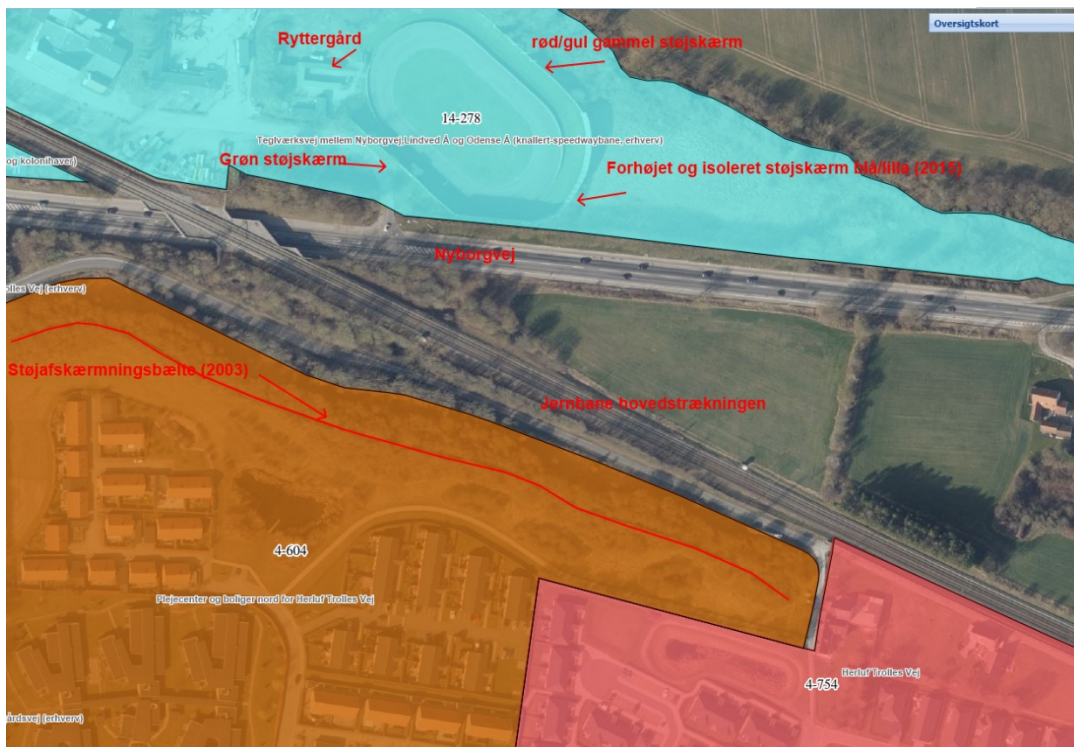 Oversigtskort
Ryttergård
rød/gul gammel støjskærm
14-278
Teglværksvej mellem Nyborgvej,Lindved Å og Odense Å (knallert-speedwaybane, erhverv)
og kolonihaver)
Grøn støjskærm
Forhøjet og isoleret støjskærm blå/lilla (2015)
Nyborgvej
olles Vej (erhverv)
Støjafskærmningsbælte (2003)
Jernbane hovedstrækningen
4-604
Plejecenter og boliger nord for Herluf Trolles Vej
Herluf Trolles Vej
4-754
årdsvej (erhverv)